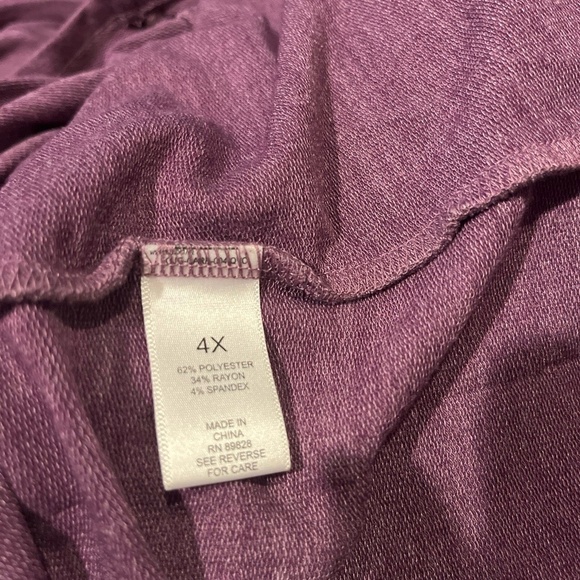 4X
62% POLYESTER
34% RAYON
4% SPANDEX
MADE IN
CHINA
RN 89828
SEE REVERSE
FOR CARE